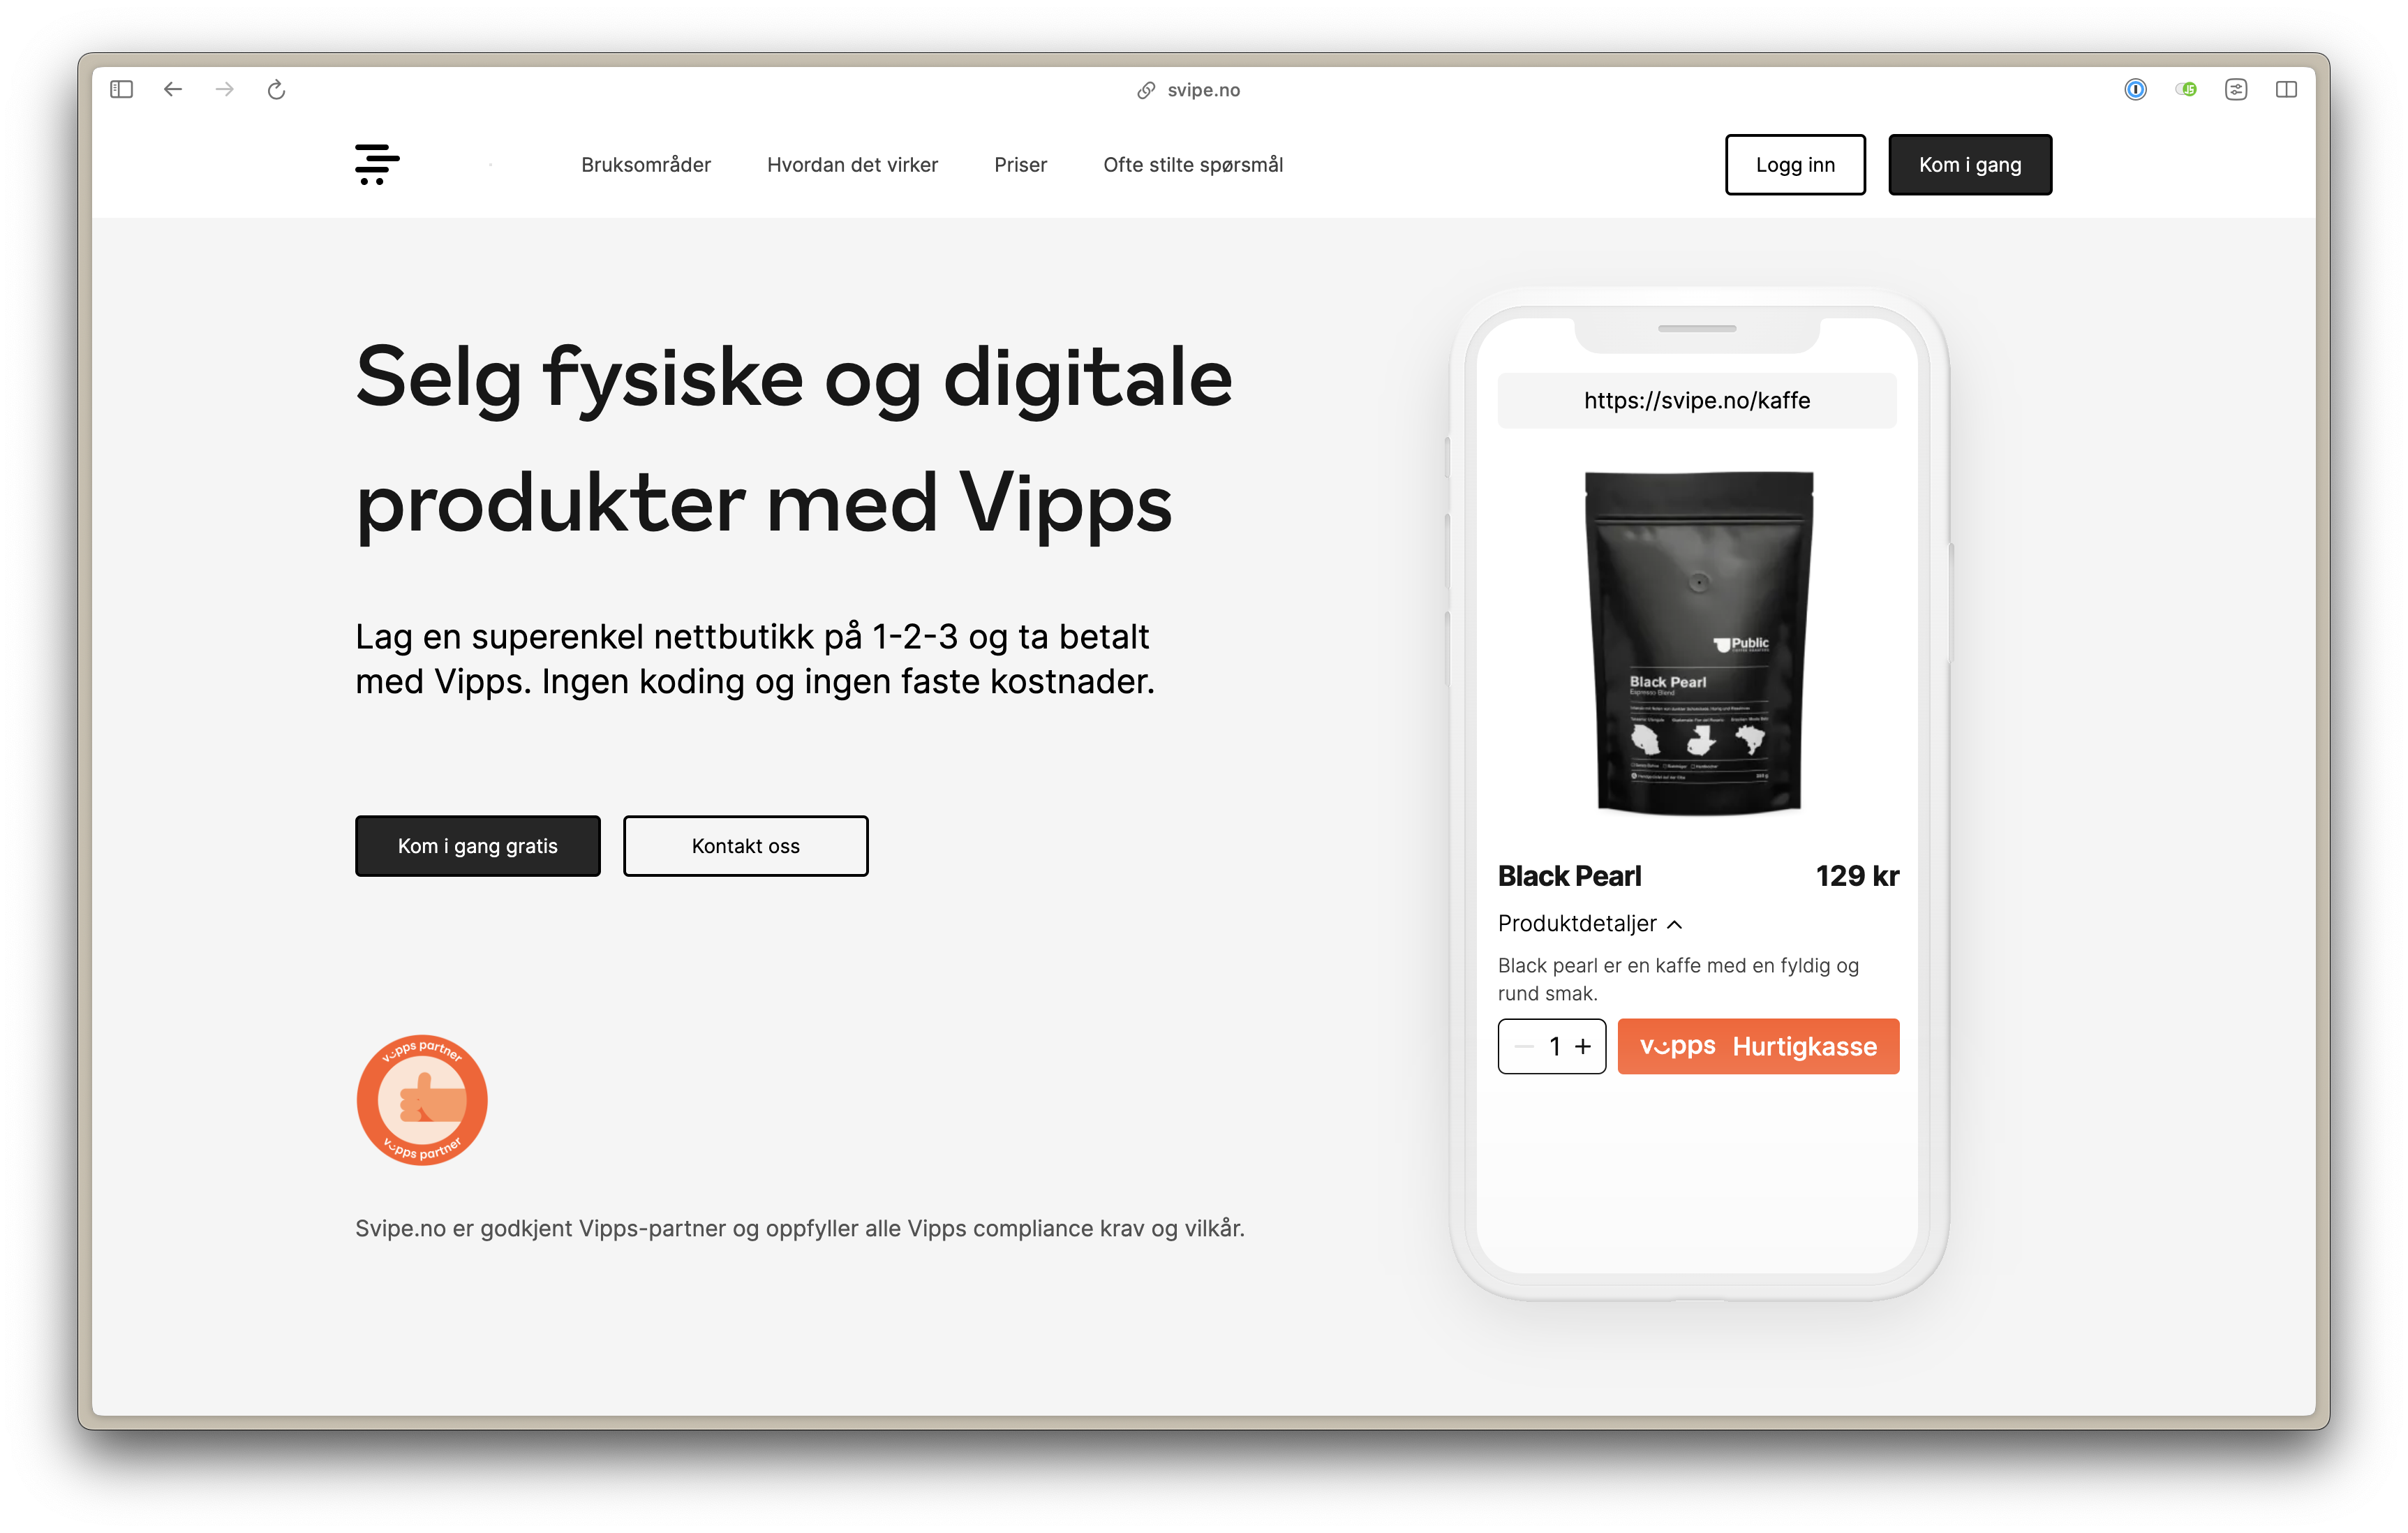 svipe.no
Bruksområder
Hvordan det virker
Priser
Ofte stilte spørsmål
Logg inn
Kom i gang
Selg fysiske og digitale
produkter med Vipps
Lag en superenkel nettbutikk på 1-2-3 og ta betalt
med Vipps. Ingen koding og ingen faste kostnader.
Kom i gang gratis
Kontakt oss
vipps partner
vipps partner
Svipe.no er godkjent Vipps-partner og oppfyller alle Vipps compliance krav og vilkår.
https://svipe.no/kaffe
Public
Black Pearl
Espresso Blend
Black Pearl
129 kr
Produktdetaljer
Black pearl er en kaffe med en fyldig og
rund smak.
1
vipps Hurtigkasse